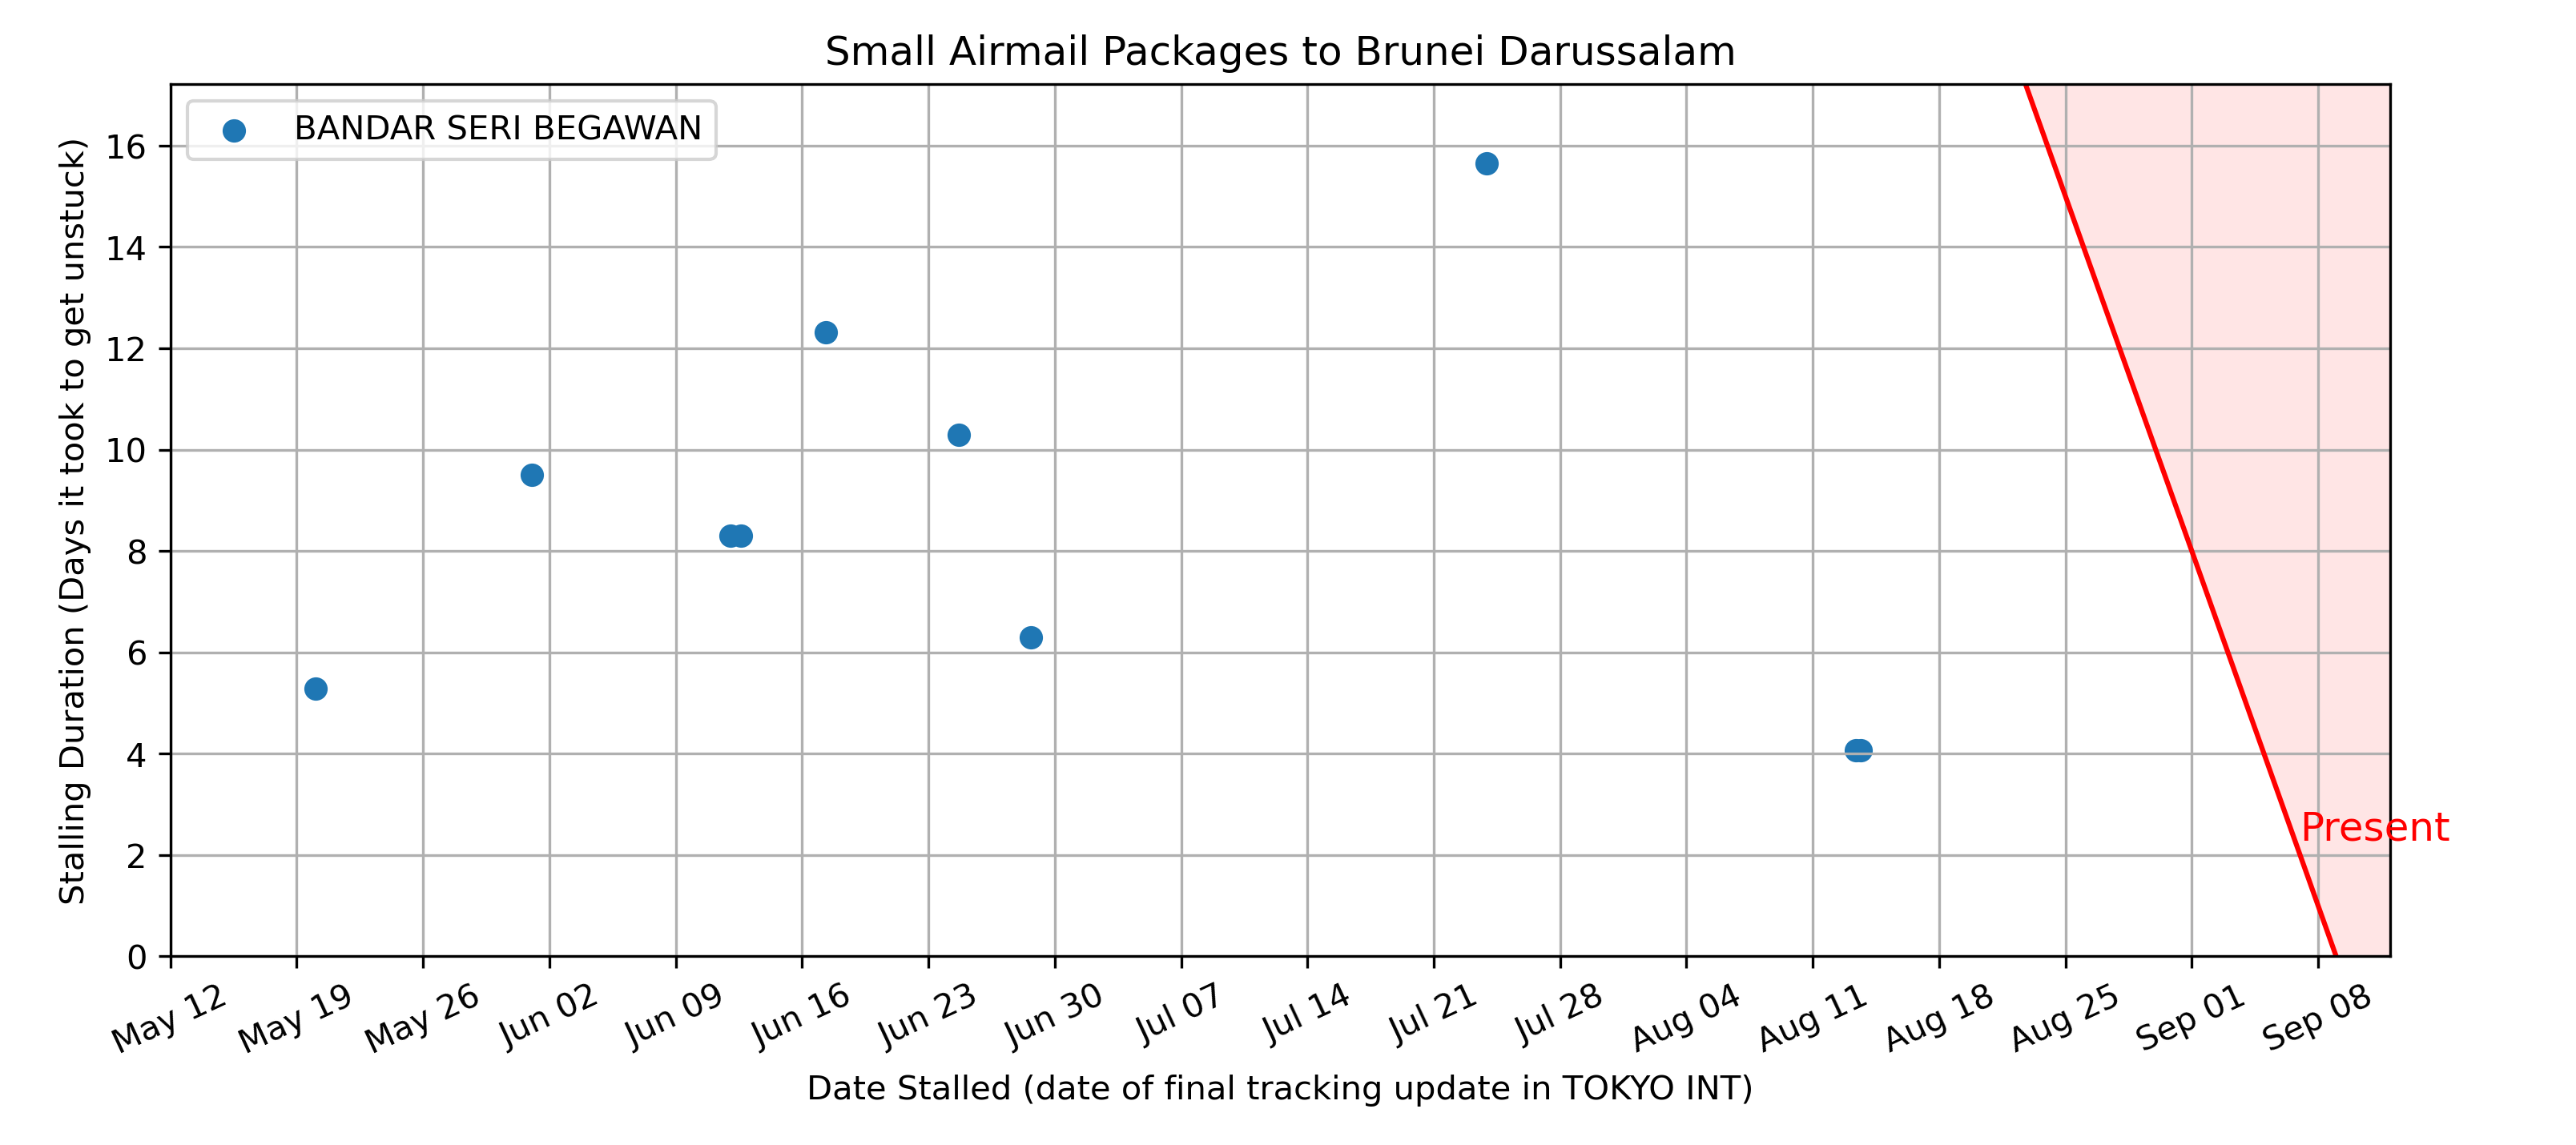 Small Airmail Packages to Brunei Darussalam
BANDAR SERI BEGAWAN
Stalling Duration (Days it took to get unstuck)
16
14
12
10
8
6
4
2
0
Present
May 12
May 19
May 26
Jun 02
Jun 09
Jun 16
Jun 23
Jun 30
Jul 07
Jul 14
Jul 21
Jul 28
Aug 04
Aug 11
Aug 18
Aug 25
Sep 01
Sep 08
Date Stalled (date of final tracking update in TOKYO INT)